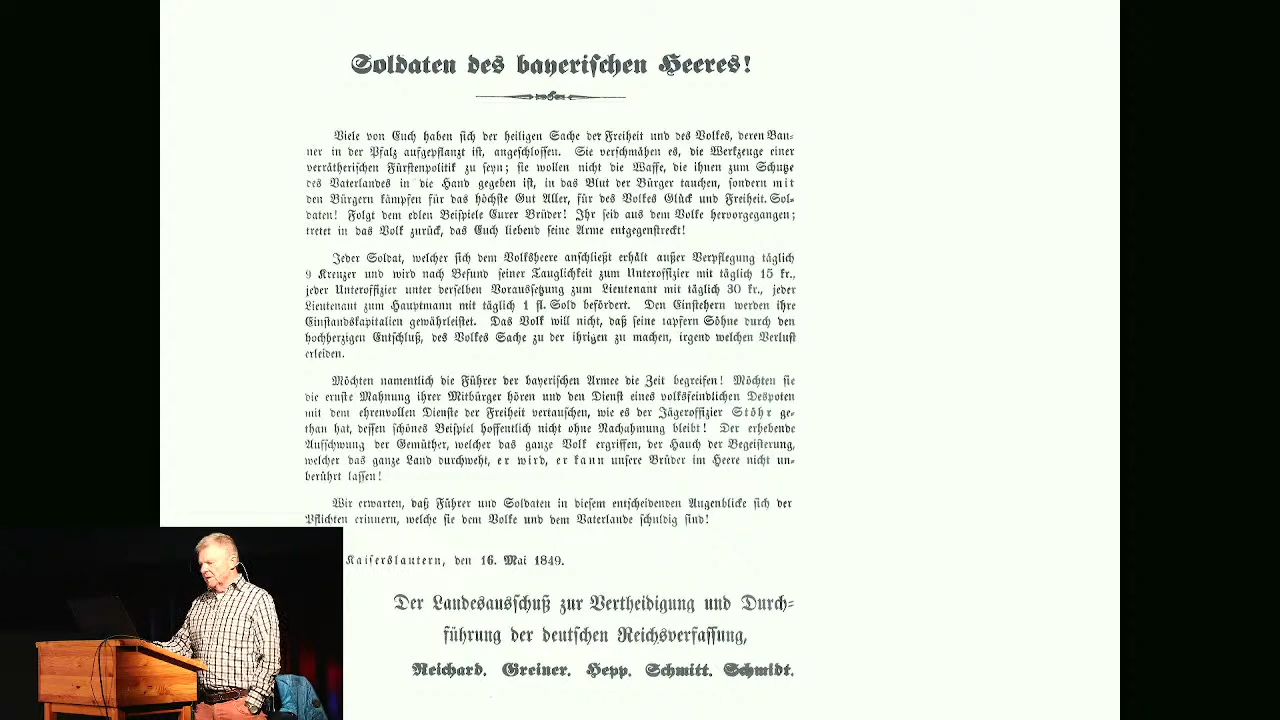 Soldaten des bayerischen Heeres!
Viele von Euch haben sich der heiligen Sache der Freiheit und des Volkes, deren Ban-
ner in der Pfalz aufgepflanzt ist, angeschlossen. Sie verschmähen es, die Werkzeuge einer
verrätherischen Fürstenpolitik zu seyn; sie wollen nicht die Waffe, die ihnen zum Schutze
des Vaterlandes in die Hand gegeben ist, in das Blut der Bürger tauchen, sondern mit
den Bürgern kämpfen für das höchste Gut Aller, für des Volkes Glück und Freiheit. Sol-
daten! Folgt dem edlen Beispiele Eurer Brüder! Ihr seid aus dem Volke hervorgegangen;
tretet in das Volk zurück, das Euch liebend seine Arme entgegenstreckt!
Jeder Soldat, welcher sich dem Volksheere anschließt erhält außer Verpflegung täglich
9 Kreuzer und wird nach Befund seiner Tauglichkeit zum Unteroffizier mit täglich 15 kr.,
jeder Unteroffizier unter derselben Voraussetzung zum Lieutenant mit täglich 30 kr., jeder
Lieutenant zum Hauptmann mit täglich 1 fl. Sold befördert. Den Einstehern werden ihre
Einstandskapitalien gewährleistet. Das Volk will nicht, daß seine tapfern Söhne durch den
hochherzigen Entschluß, des Volkes Sache zu der ihrigen zu machen, irgend welchen Verlust
erleiden.
Möchten namentlich die Führer der bayerischen Armee die Zeit begreifen! Möchten sie
die ernste Mahnung ihrer Mitbürger hören und den Dienst eines volksfeindlichen Despoten
mit dem ehrenvollen Dienste der Freiheit vertauschen, wie es der Jägeroffizier Stöhr ge-
than hat, dessen schönes Beispiel hoffentlich nicht ohne Nachahmung bleibt! Der erhebende
Aufschwung der Gemüther, welcher das ganze Volk ergriffen, der Hauch der Begeisterung,
welcher das ganze Land durchweht, er wird, er kann unsere Brüder im Heere nicht un-
berührt lassen!
Wir erwarten, daß Führer und Soldaten in diesem entscheidenden Augenblicke sich der
Pflichten erinnern, welche sie dem Volke und dem Vaterlande schuldig sind!
Kaiserslautern, den 16. Mai 1849.
Der Landesausschuß zur Vertheidigung und Durch-
führung der deutschen Reichsverfassung,
Reichard. Greiner. Hepp. Schmitt. Schmidt.